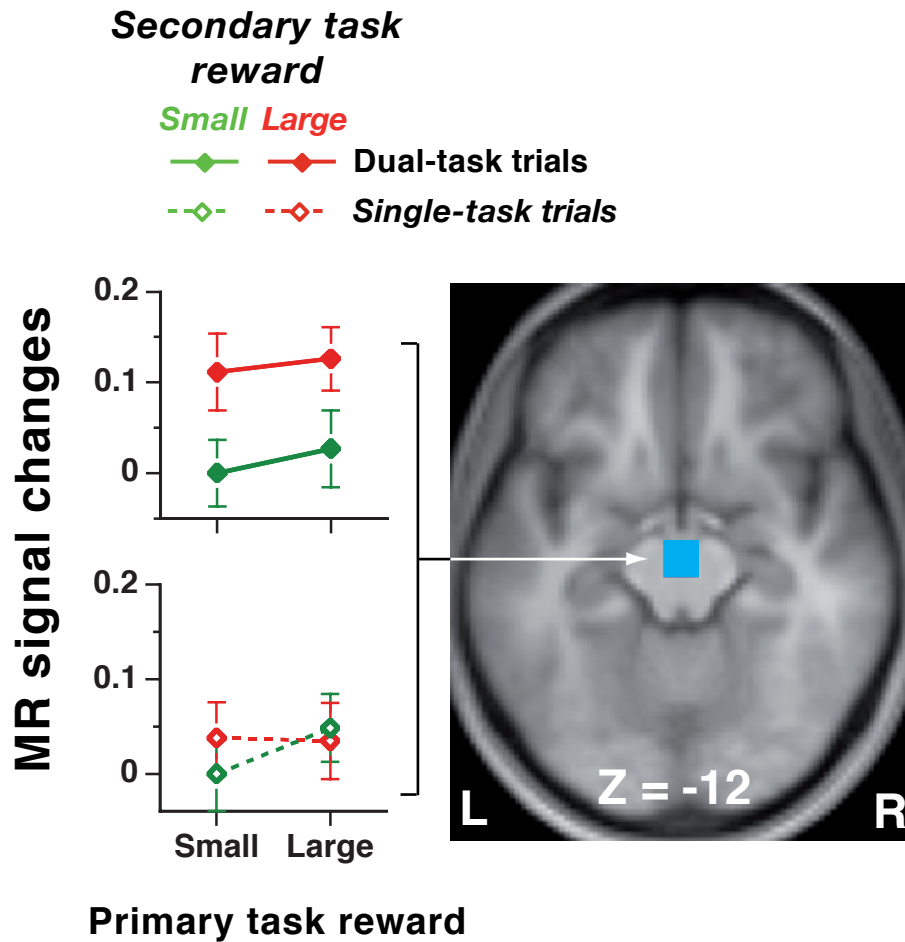 Secondary task
reward
Small Large
Dual-task trials
Single-task trials
MR signal changes
0.2
0.1
0
0.2
0.1
0
Small Large
Primary task reward
Z = -12
L
R